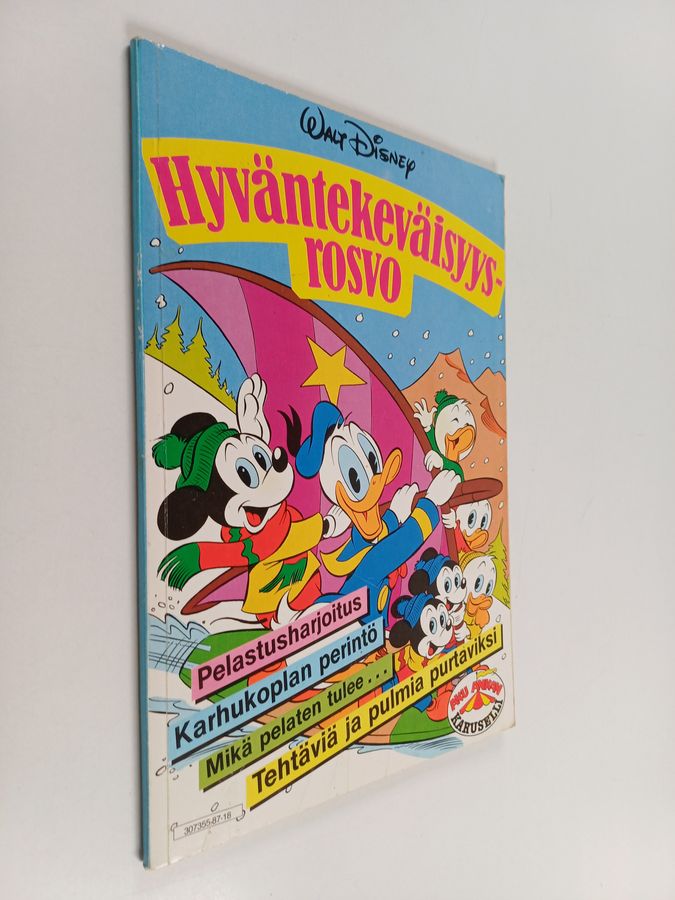 WALT DISNEY
Hyväntekeväisyys-
rosvo
Pelastusharjoitus
Karhukoplan perintö
Mikä pelaten tulee...
Tehtäviä ja pulmia purtaviksi
AKU ANKAN
KARUSELLI
307355-87-18